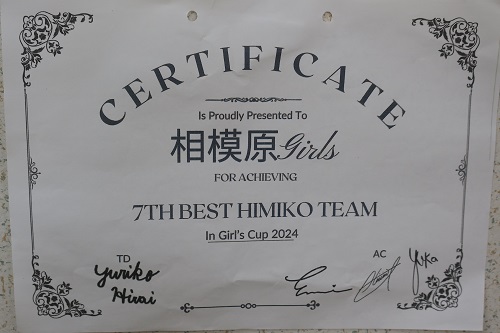 CERTIFICATE
Is Proudly Presented To
相模原Girls
FOR ACHIEVING
7TH BEST HIMIKO TEAM
In Girl's Cup 2024
TD
AC
Yuriko
Hirai